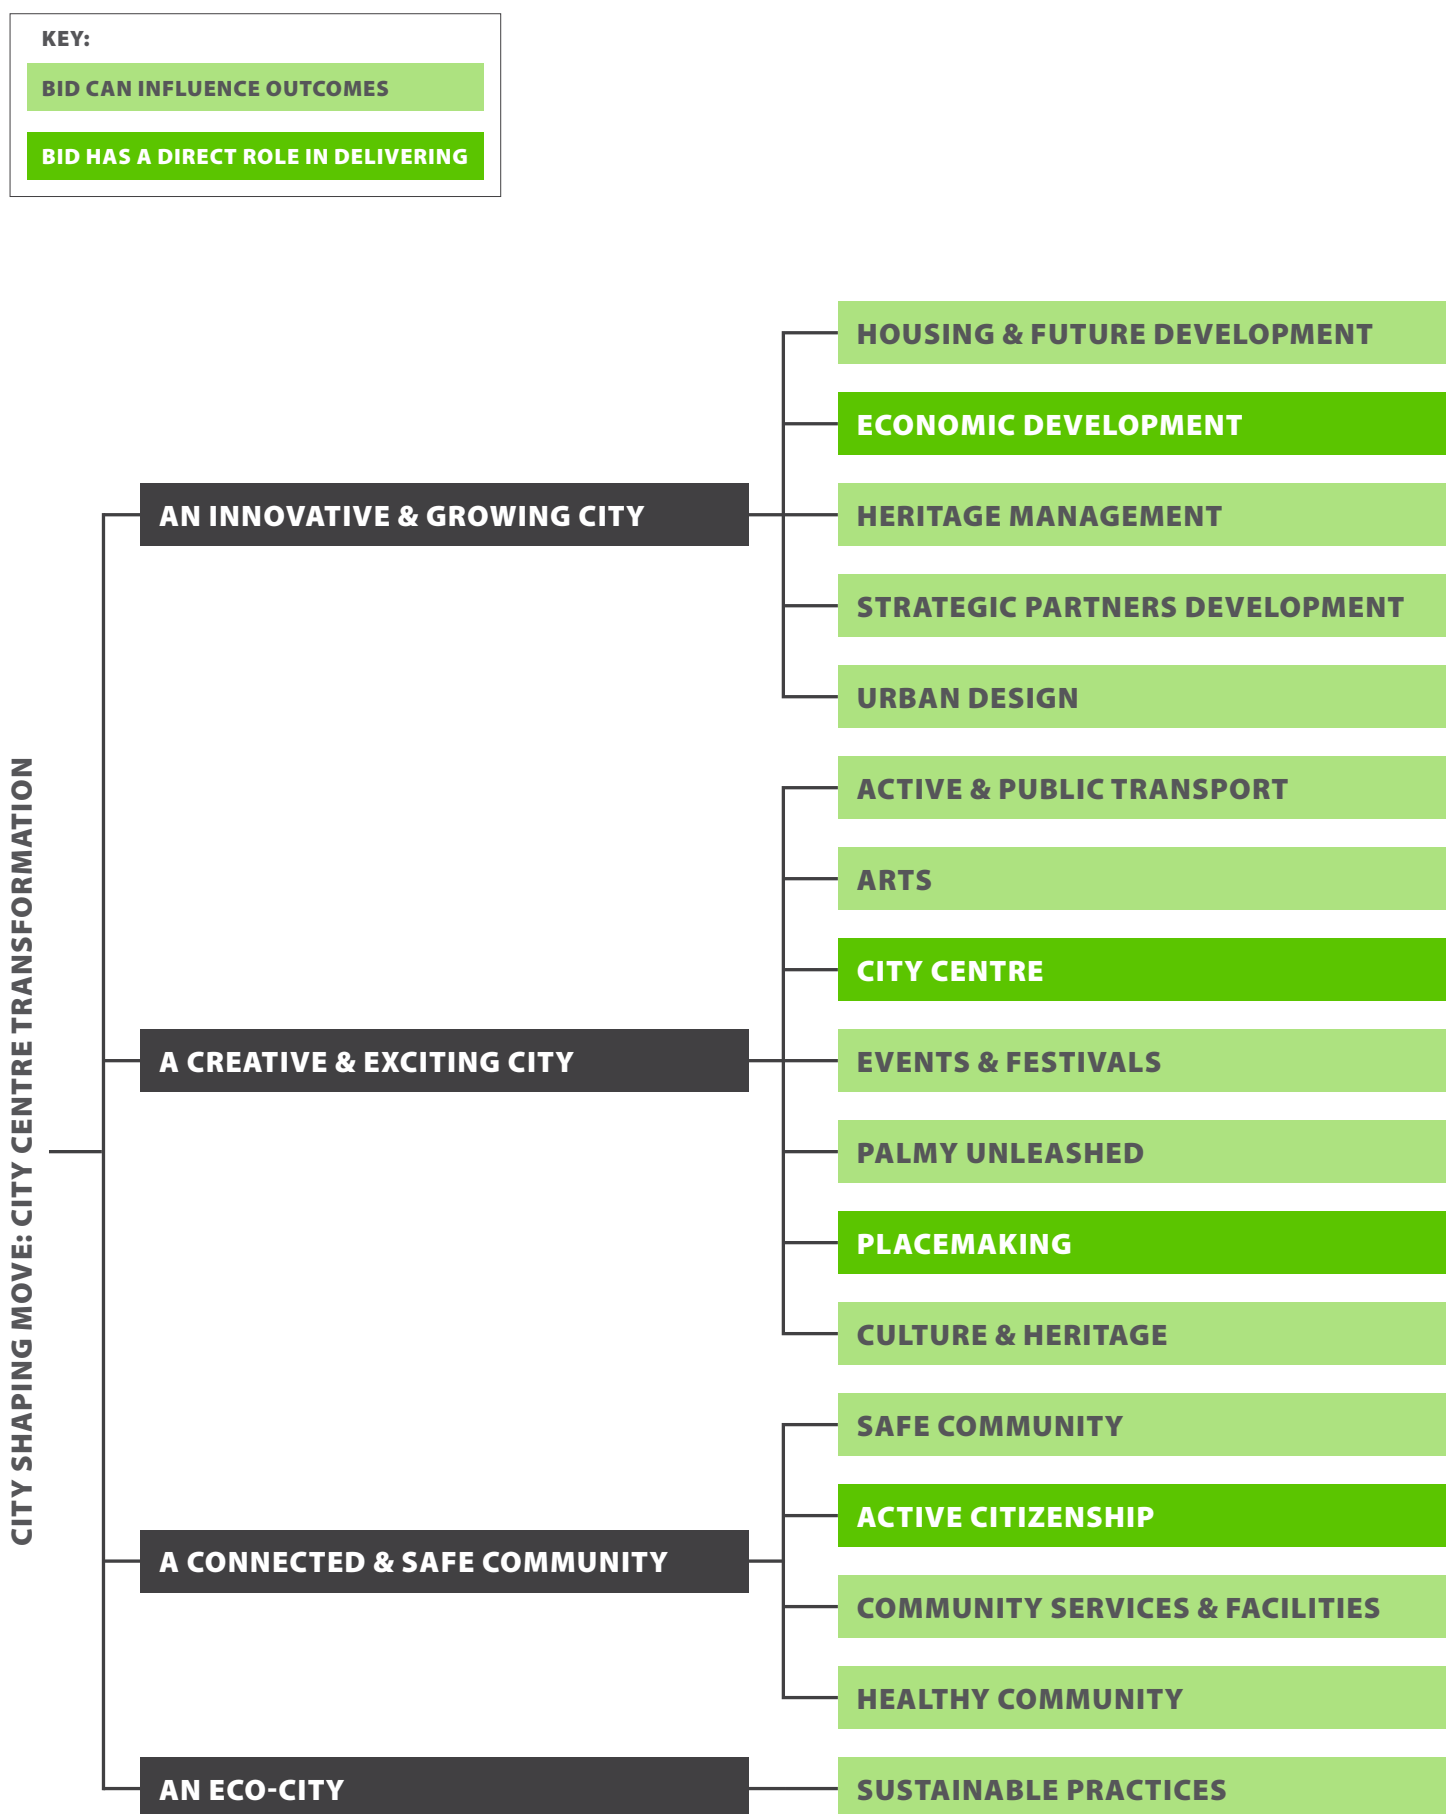 KEY:
BID CAN INFLUENCE OUTCOMES
BID HAS A DIRECT ROLE IN DELIVERING
CITY SHAPING MOVE: CITY CENTRE TRANSFORMATION
AN INNOVATIVE & GROWING CITY
HOUSING & FUTURE DEVELOPMENT
ECONOMIC DEVELOPMENT
HERITAGE MANAGEMENT
STRATEGIC PARTNERS DEVELOPMENT
URBAN DESIGN
A CREATIVE & EXCITING CITY
ACTIVE & PUBLIC TRANSPORT
ARTS
CITY CENTRE
EVENTS & FESTIVALS
PALMY UNLEASHED
PLACEMAKING
CULTURE & HERITAGE
A CONNECTED & SAFE COMMUNITY
SAFE COMMUNITY
ACTIVE CITIZENSHIP
COMMUNITY SERVICES & FACILITIES
HEALTHY COMMUNITY
AN ECO-CITY
SUSTAINABLE PRACTICES